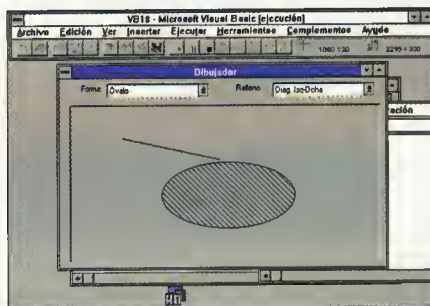 VB18 - Microsoft Visual Basic [ejecución]
Archivo Edición Ver Insertar Ejecutar Herramientas Complementos Ayuda
Dibujador
Forma: Ovalo Relleno Diag. Izq-Dcha
ración